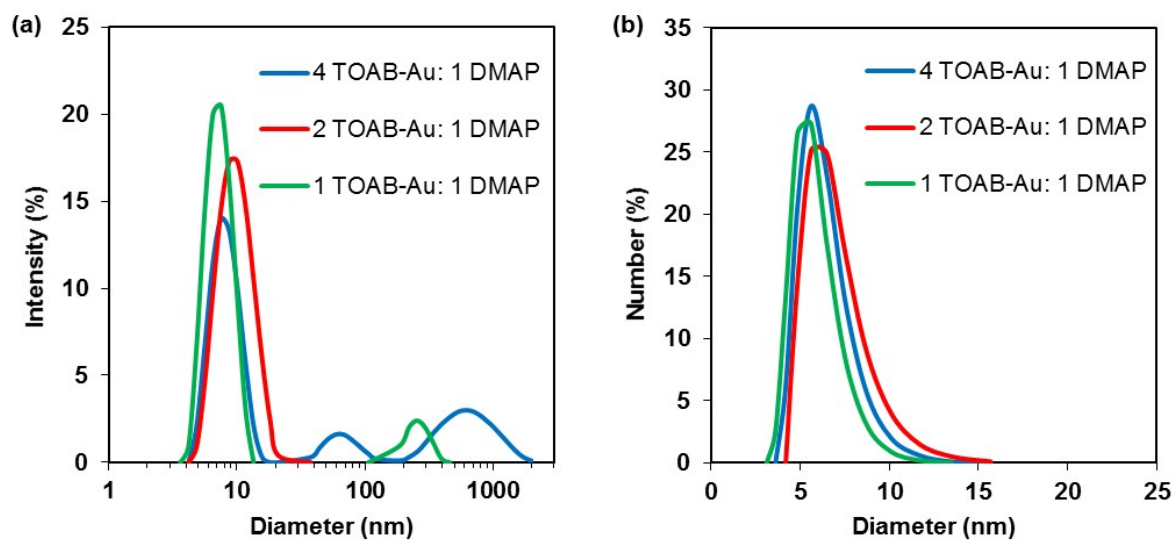 (a)
25
20
15
10
5
0
Intensity (%)
4 TOAB-Au: 1 DMAP
2 TOAB-Au: 1 DMAP
1 TOAB-Au: 1 DMAP
1 10 100 1000
Diameter (nm)
(b)
35
30
25
20
15
10
5
0
Number (%)
4 TOAB-Au: 1 DMAP
2 TOAB-Au: 1 DMAP
1 TOAB-Au: 1 DMAP
0 5 10 15 20 25
Diameter (nm)